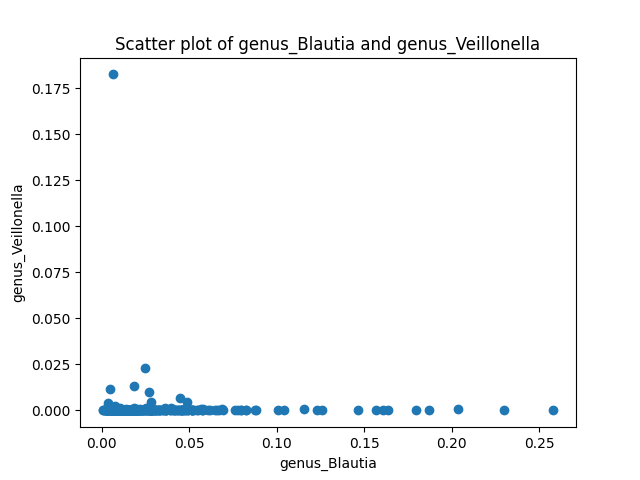 Scatter plot of genus_Blautia and genus_Veillonella
0.175
0.150
0.125
0.100
0.075
0.050
0.025
0.000
genus_Veillonella
0.00 0.05 0.10 0.15 0.20 0.25
genus_Blautia